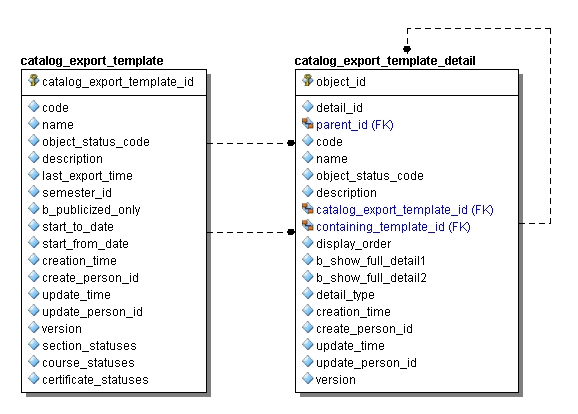 catalog_export_template
catalog_export_template_id
code
name
object_status_code
description
last_export_time
semester_id
b_publicized_only
start_to_date
start_from_date
creation_time
create_person_id
update_time
update_person_id
version
section_statuses
course_statuses
certificate_statuses
catalog_export_template_detail
object_id
detail_id
parent_id (FK)
code
name
object_status_code
description
catalog_export_template_id (FK)
containing_template_id (FK)
display_order
b_show_full_detail1
b_show_full_detail2
detail_type
creation_time
create_person_id
update_time
update_person_id
version